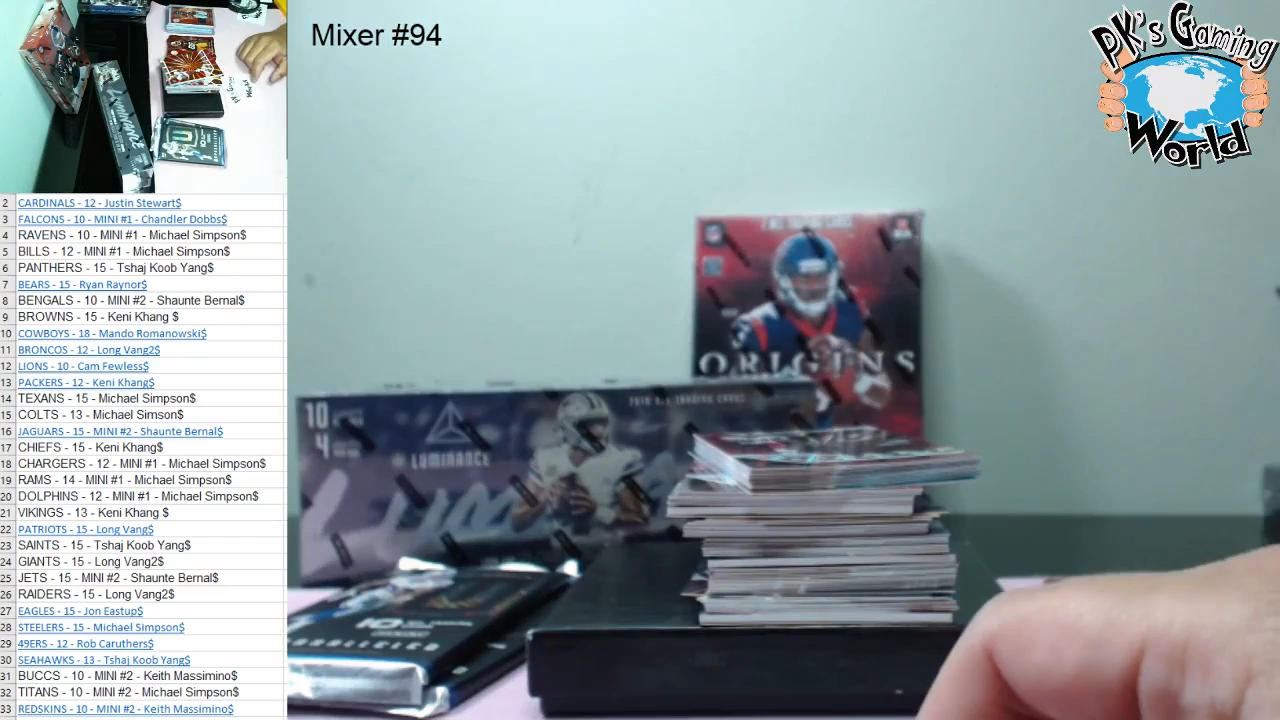 Mixer #94
PK's Gaming
World
2 CARDINALS - 12 - Justin Stewart$
3 FALCONS - 10 - MINI #1 - Chandler Dobbs$
4 RAVENS - 10 - MINI #1 - Michael Simpson$
5 BILLS - 12 - MINI #1 - Michael Simpson$
6 PANTHERS - 15 - Tshaj Koob Yang$
7 BEARS - 15 - Ryan Raynor$
8 BENGALS - 10 - MINI #2 - Shaunte Bernal$
9 BROWNS - 15 - Keni Khang $
10 COWBOYS - 18 - Mando Romanowski$
11 BRONCOS - 12 - Long Vang2$
12 LIONS - 10 - Cam Fewless$
13 PACKERS - 12 - Keni Khang$
14 TEXANS - 15 - Michael Simpson$
15 COLTS - 13 - Michael Simson$
16 JAGUARS - 15 - MINI #2 - Shaunte Bernal$
17 CHIEFS - 15 - Keni Khang$
18 CHARGERS - 12 - MINI #1 - Michael Simpson$
19 RAMS - 14 - MINI #1 - Michael Simpson$
20 DOLPHINS - 12 - MINI #1 - Michael Simpson$
21 VIKINGS - 13 - Keni Khang $
22 PATRIOTS - 15 - Long Vang$
23 SAINTS - 15 - Tshaj Koob Yang$
24 GIANTS - 15 - Long Vang2$
25 JETS - 15 - MINI #2 - Shaunte Bernal$
26 RAIDERS - 15 - Long Vang2$
27 EAGLES - 15 - Jon Eastup$
28 STEELERS - 15 - Michael Simpson$
29 49ERS - 12 - Rob Caruthers$
30 SEAHAWKS - 13 - Tshaj Koob Yang$
31 BUCCS - 10 - MINI #2 - Keith Massimino$
32 TITANS - 10 - MINI #2 - Michael Simpson$
33 REDSKINS - 10 - MINI #2 - Keith Massimino$
ORIGINS
10
4
LUMINANCE
10